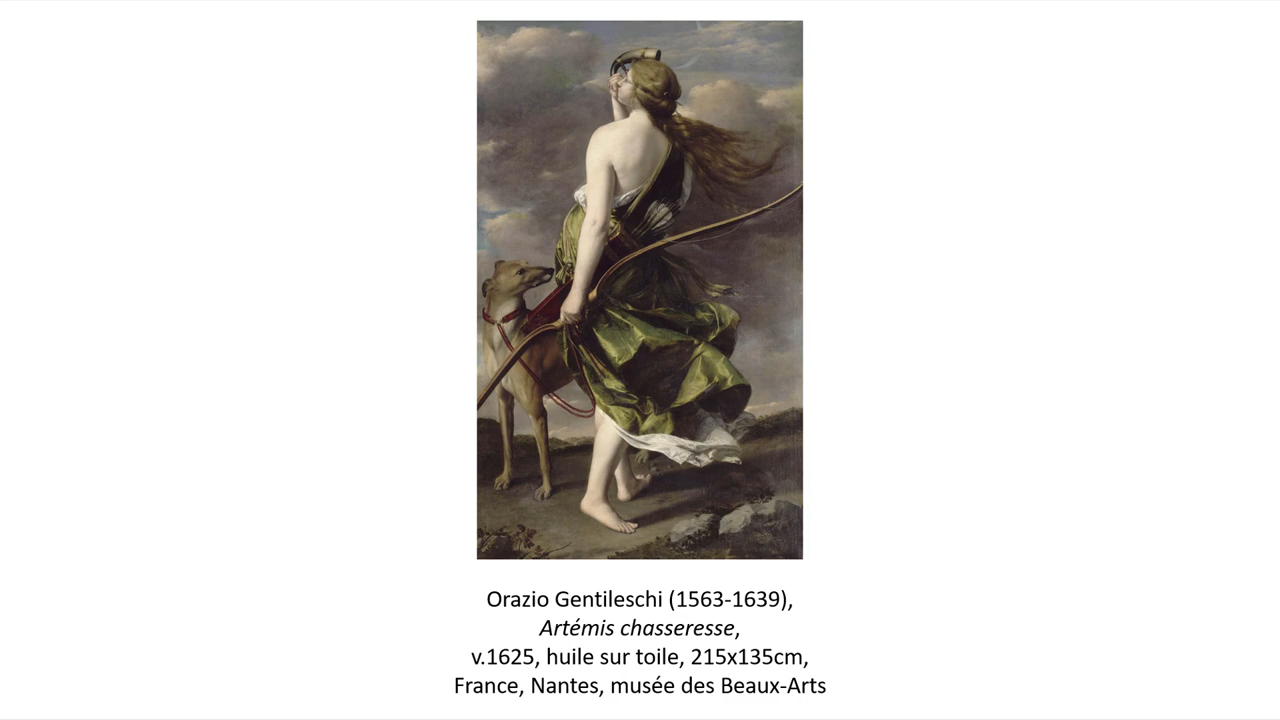 Orazio Gentileschi (1563-1639),
Artémis chasseresse,
v.1625, huile sur toile, 215x135cm,
France, Nantes, musée des Beaux-Arts